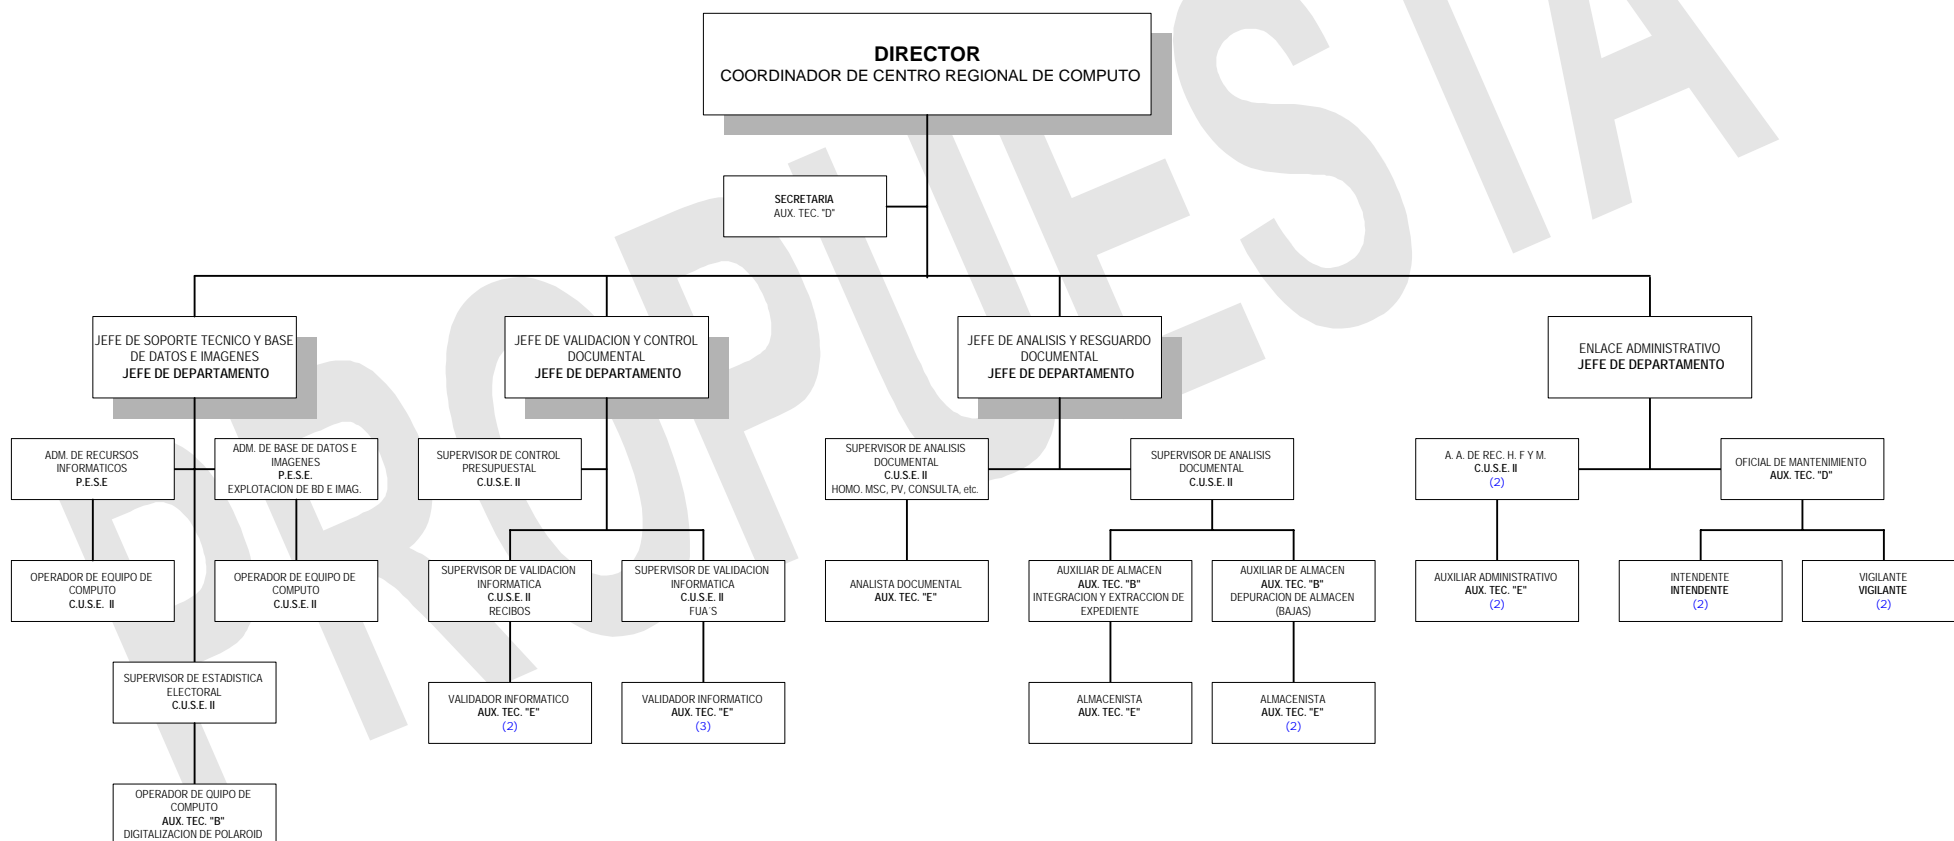 DIRECTOR
COORDINADOR DE CENTRO REGIONAL DE COMPUTO
SECRETARIA
AUX. TEC. "D"
JEFE DE SOPORTE TECNICO Y BASE
DE DATOS E IMAGENES
JEFE DE DEPARTAMENTO
JEFE DE VALIDACION Y CONTROL
DOCUMENTAL
JEFE DE DEPARTAMENTO
JEFE DE ANALISIS Y RESGUARDO
DOCUMENTAL
JEFE DE DEPARTAMENTO
ENLACE ADMINISTRATIVO
JEFE DE DEPARTAMENTO
ADM. DE RECURSOS
INFORMATICOS
P.E.S.E
ADM. DE BASE DE DATOS E
IMAGENES
P.E.S.E.
EXPLOTACION DE BD E IMAG.
SUPERVISOR DE CONTROL
PRESUPUESTAL
C.U.S.E. II
SUPERVISOR DE ANALISIS
DOCUMENTAL
C.U.S.E. II
HOMO. MSC, PV, CONSULTA, etc.
SUPERVISOR DE ANALISIS
DOCUMENTAL
C.U.S.E. II
A. A. DE REC. H. F Y M.
C.U.S.E. II
(2)
OFICIAL DE MANTENIMIENTO
AUX. TEC. "D"
OPERADOR DE EQUIPO DE
COMPUTO
C.U.S.E. II
OPERADOR DE EQUIPO DE
COMPUTO
C.U.S.E. II
SUPERVISOR DE VALIDACION
INFORMATICA
C.U.S.E. II
RECIBOS
SUPERVISOR DE VALIDACION
INFORMATICA
C.U.S.E. II
FUA´S
ANALISTA DOCUMENTAL
AUX. TEC. "E"
AUXILIAR DE ALMACEN
AUX. TEC. "B"
INTEGRACION Y EXTRACCION DE
EXPEDIENTE
AUXILIAR DE ALMACEN
AUX. TEC. "B"
DEPURACION DE ALMACEN
(BAJAS)
AUXILIAR ADMINISTRATIVO
AUX. TEC. "E"
(2)
INTENDENTE
INTENDENTE
(2)
VIGILANTE
VIGILANTE
(2)
SUPERVISOR DE ESTADISTICA
ELECTORAL
C.U.S.E. II
VALIDADOR INFORMATICO
AUX. TEC. "E"
(2)
VALIDADOR INFORMATICO
AUX. TEC. "E"
(3)
ALMACENISTA
AUX. TEC. "E"
ALMACENISTA
AUX. TEC. "E"
(2)
OPERADOR DE QUIPO DE
COMPUTO
AUX. TEC. "B"
DIGITALIZACION DE POLAROID
PROPUESTA